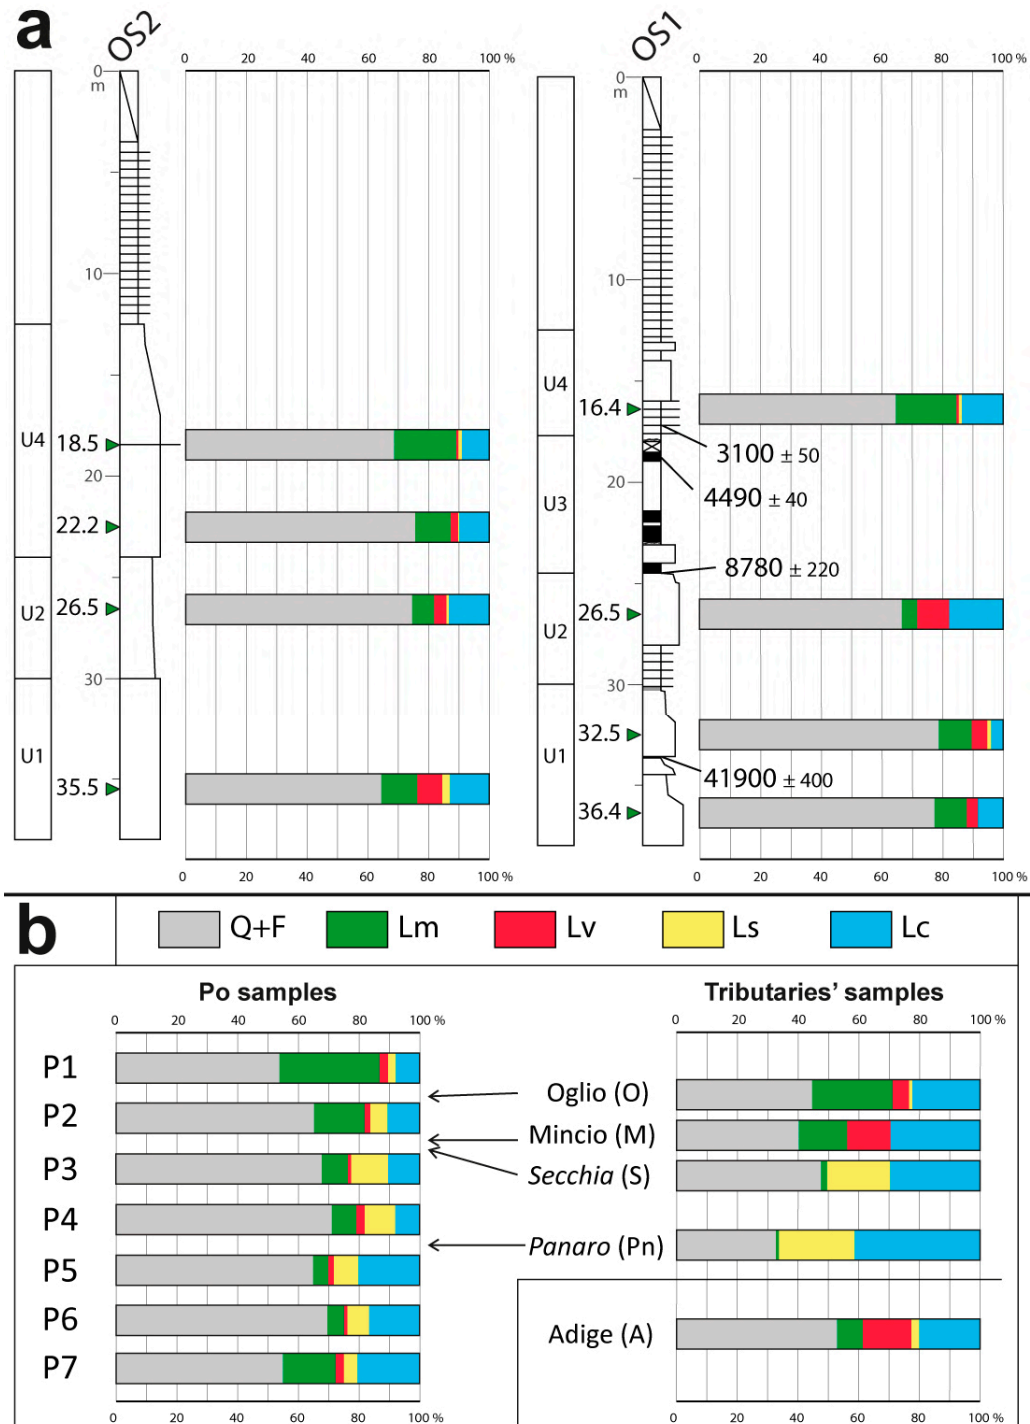 a
OS2
OS1
0 20 40 60 80 100 %
0 20 40 60 80 100 %
0
m
10
20
30
U4
U2
U1
18.5
22.2
26.5
35.5
0
m
10
20
30
U4
U3
U2
U1
16.4
26.5
32.5
36.4
3100 ± 50
4490 ± 40
8780 ± 220
41900 ± 400
0 20 40 60 80 100 %
0 20 40 60 80 100 %
b
Q+F Lm Lv Ls Lc
Po samples
0 20 40 60 80 100 %
P1
P2
P3
P4
P5
P6
P7
0 20 40 60 80 100 %
Tributaries' samples
0 20 40 60 80 100 %
Oglio (O)
Mincio (M)
Secchia (S)
Panaro (Pn)
Adige (A)
0 20 40 60 80 100 %